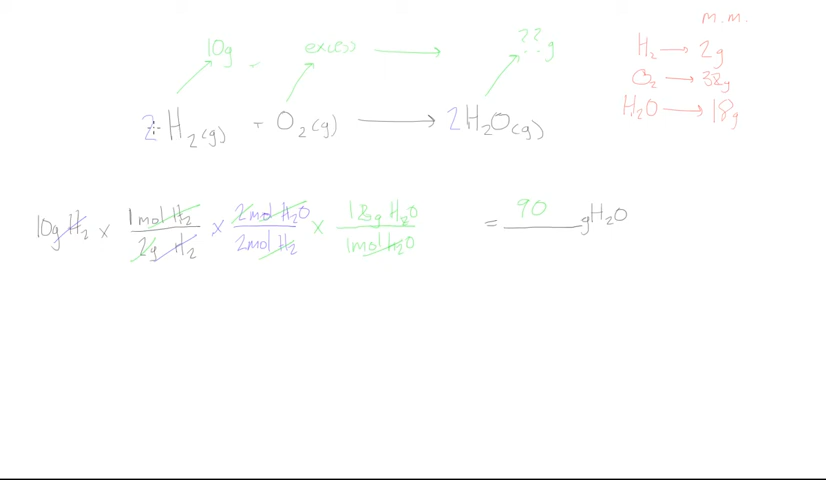 m.m.
10g excess ??g
H₂ → 2g
O₂ → 32g
H₂O → 18g
2H₂(g) + O₂(g) → 2H₂O(g)
10g H₂ x 1mol H₂ / 2g H₂ x 2mol H₂O / 2mol H₂ x 18g H₂O / 1mol H₂O = 90 gH₂O